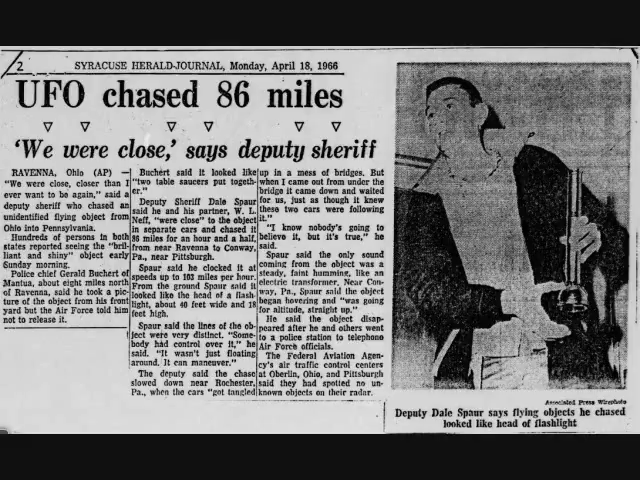 2
SYRACUSE HERALD-JOURNAL, Monday, April 18, 1966
UFO chased 86 miles
'We were close,' says deputy sheriff
RAVENNA, Ohio (AP) —
"We were close, closer than I
ever want to be again," said a
deputy sheriff who chased an
unidentified flying object from
Ohio into Pennsylvania.
Hundreds of persons in both
states reported seeing the "bril-
liant and shiny" object early
Sunday morning.
Police chief Gerald Buchert of
Mantua, about eight miles north
of Ravenna, said he took a pic-
ture of the object from his front
yard but the Air Force told him
not to release it.
Buchert said it looked like
"two table saucers put togeth-
er."
Deputy Sheriff Dale Spaur
said he and his partner, W. L.
Neff, "were close" to the object
in separate cars and chased it
86 miles for an hour and a half,
from near Ravenna to Conway,
Pa., near Pittsburgh.
Spaur said he clocked it at
speeds up to 103 miles per hour.
From the ground Spaur said it
looked like the head of a flash-
light, about 40 feet wide and 18
feet high.
Spaur said the lines of the ob-
ject were very distinct. "Some-
body had control over it," he
said. "It wasn't just floating
around. It can maneuver."
The deputy said the chase
slowed down near Rochester,
Pa., when the cars "got tangled
up in a mess of bridges. But
when I came out from under the
bridge it came down and waited
for us, just as though it knew
these two cars were following
it."
"I know nobody's going to
believe it, but it's true," he
said.
Spaur said the only sound
coming from the object was a
steady, faint humming, like an
electric transformer. Near Con-
way, Pa., Spaur said the object
began hovering and "was going
for altitude, straight up."
He said the object disap-
peared after he and others went
to a police station to telephone
Air Force officials.
The Federal Aviation Agen-
cy's air traffic control centers
at Oberlin, Ohio, and Pittsburgh
said they had spotted no un-
known objects on their radar.
Associated Press Wirephoto
Deputy Dale Spaur says flying objects he chased
looked like head of flashlight